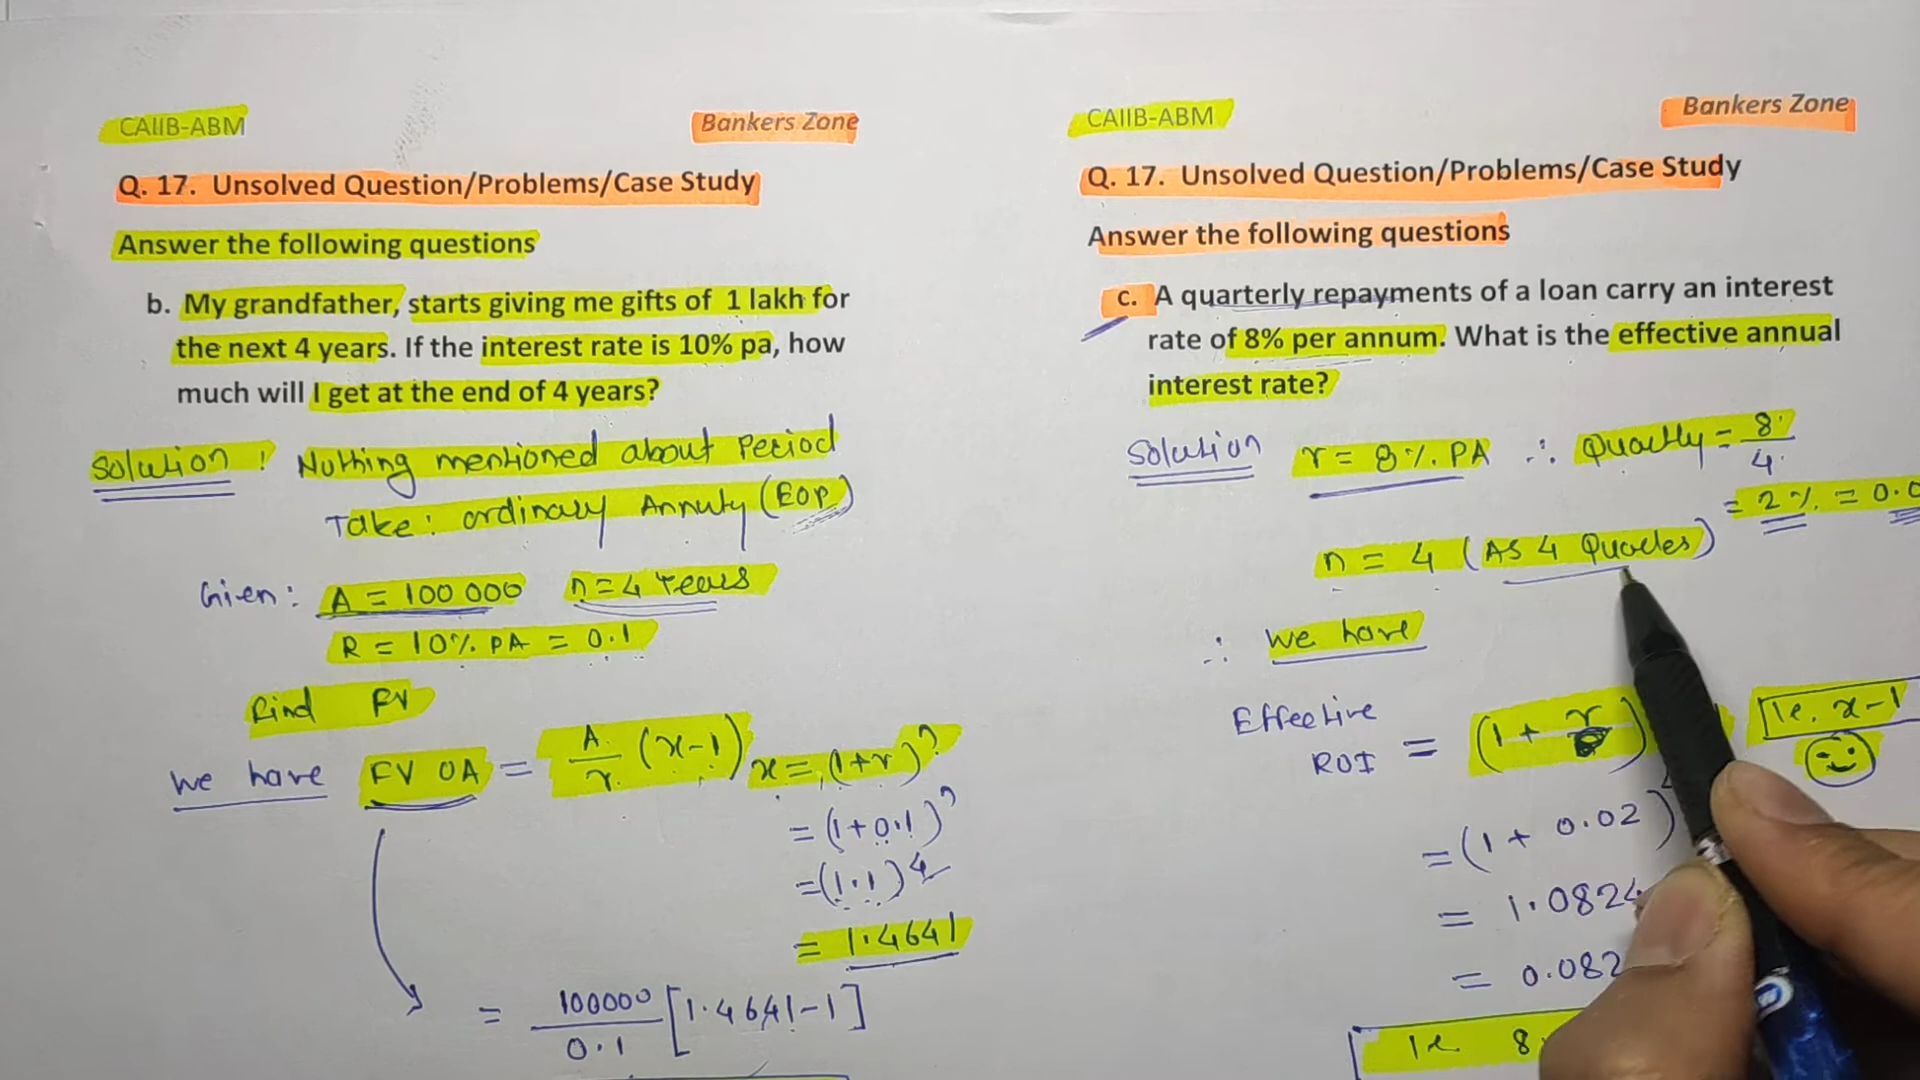 CAIIB-ABM
Bankers Zone
Q. 17. Unsolved Question/Problems/Case Study
Answer the following questions
b. My grandfather, starts giving me gifts of 1 lakh for
the next 4 years. If the interest rate is 10% pa, how
much will I get at the end of 4 years?
Solution: Nothing mentioned about Period
Take: ordinary Annuty (EOP)
Given: A = 100 000 n=4 Years
R = 10% PA = 0.1
Find FV
We have FV OA = A/r (x-1) x = (1+r)^n
= (1+0.1)^n
= (1.1)^4
= 1.4641
= 100000/0.1 [1.4641-1]
CAIIB-ABM
Bankers Zone
Q. 17. Unsolved Question/Problems/Case Study
Answer the following questions
c. A quarterly repayments of a loan carry an interest
rate of 8% per annum. What is the effective annual
interest rate?
Solution r = 8% PA ∴ Quartly = 8/4
= 2% = 0.0
n = 4 (As 4 Quarters)
∴ We have
Effective
ROI = (1 + r/ ) ie. x-1
= (1 + 0.02)
= 1.0824
= 0.082
ie 8.